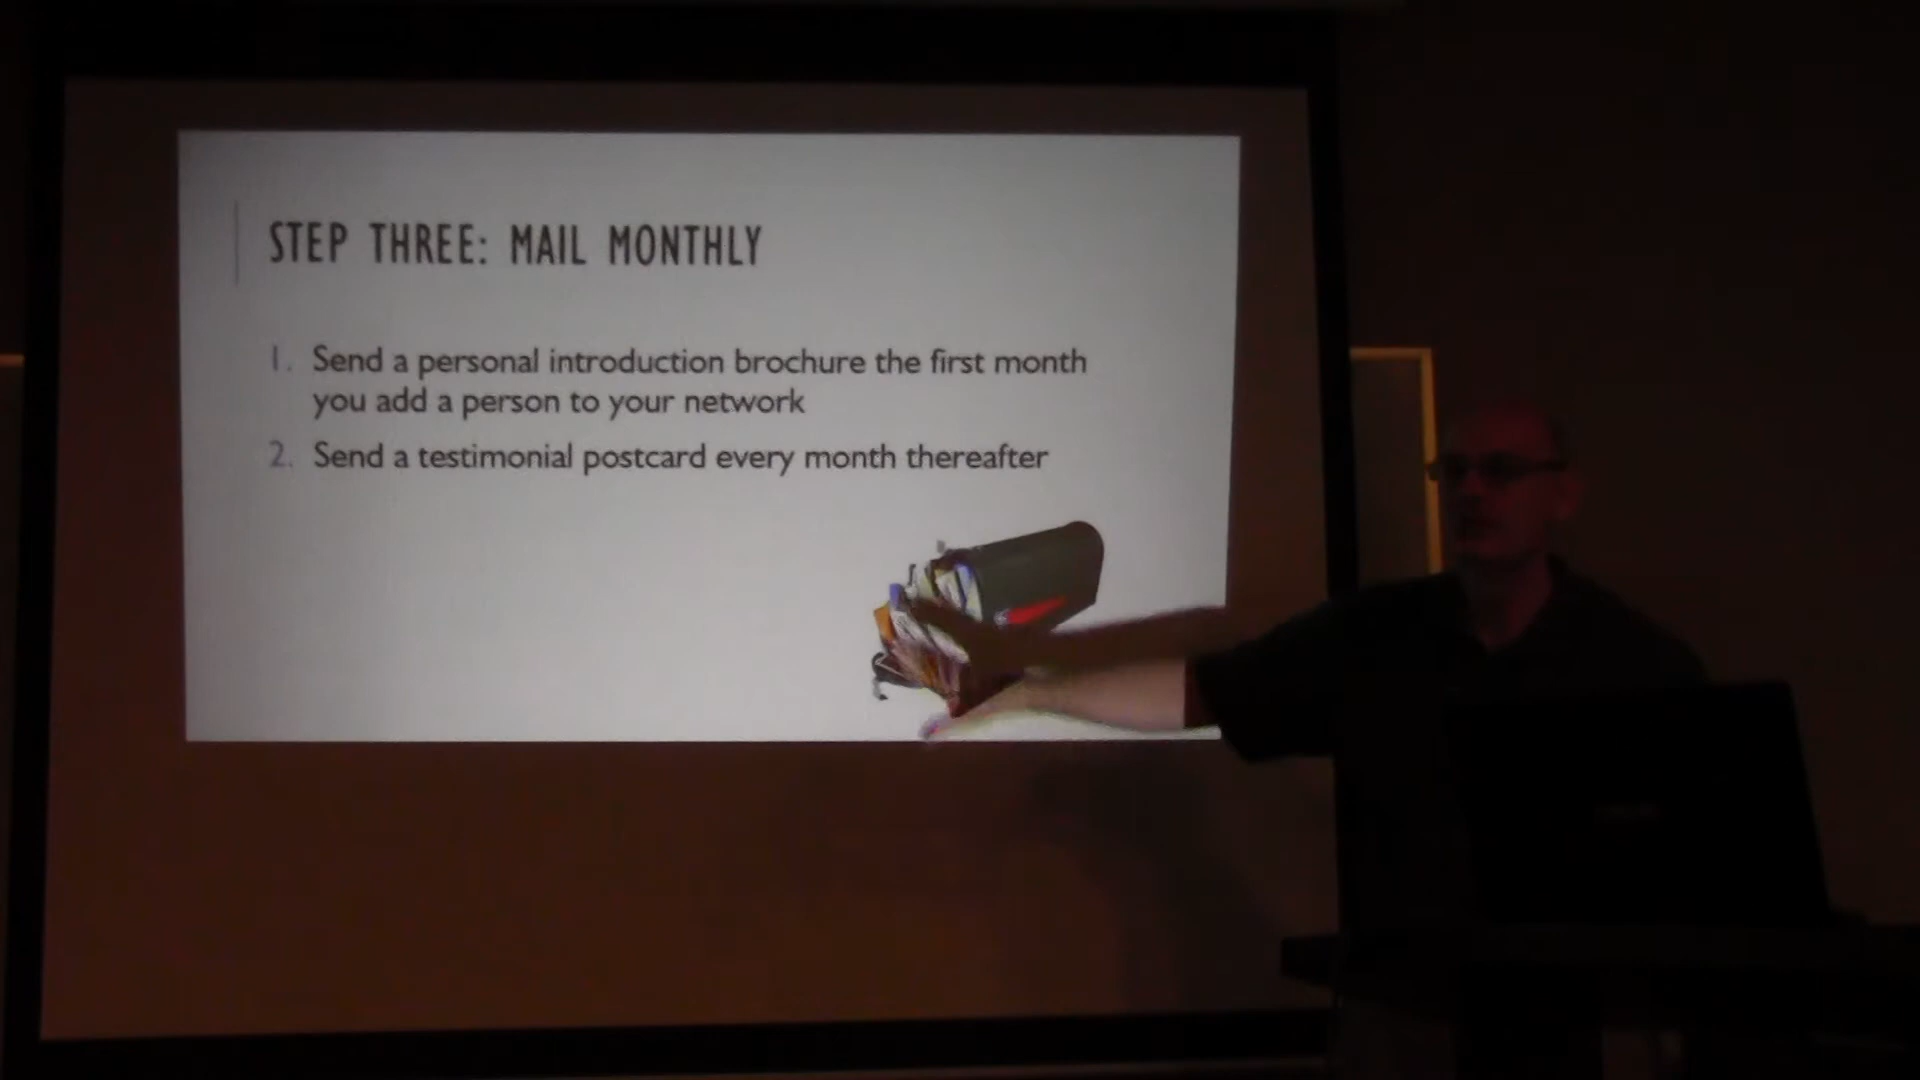 STEP THREE: MAIL MONTHLY
1. Send a personal introduction brochure the first month
you add a person to your network
2. Send a testimonial postcard every month thereafter